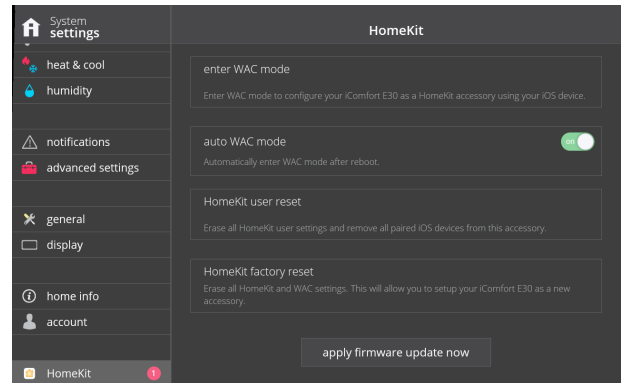 System
settings
HomeKit
heat & cool
humidity
notifications
advanced settings
general
display
home info
account
HomeKit 1
enter WAC mode
Enter WAC mode to configure your iComfort E30 as a HomeKit accessory using your iOS device.
auto WAC mode
on
Automatically enter WAC mode after reboot.
HomeKit user reset
Erase all HomeKit user settings and remove all paired iOS devices from this accessory.
HomeKit factory reset
Erase all HomeKit and WAC settings. This will allow you to setup your iComfort E30 as a new
accessory.
apply firmware update now